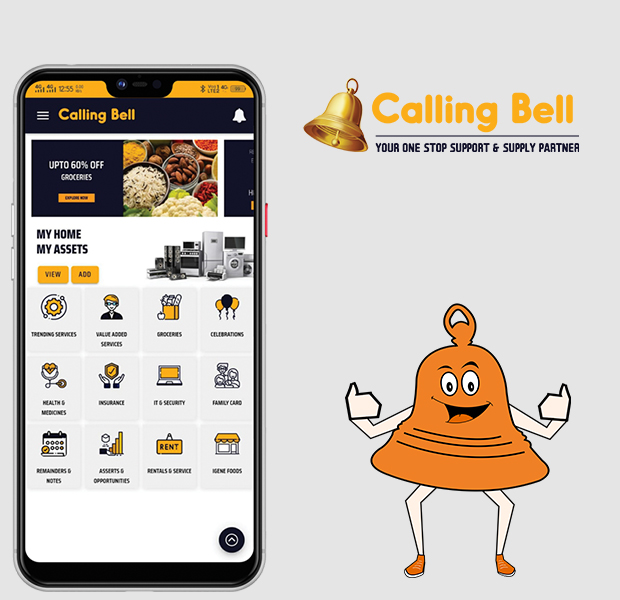 4G 4G 12:55
Calling Bell
UPTO 60% OFF
GROCERIES
EXPLORE NOW
MY HOME
MY ASSETS
VIEW
ADD
TRENDING SERVICES
VALUE ADDED
SERVICES
GROCERIES
CELEBRATIONS
HEALTH &
MEDICINES
INSURANCE
IT & SECURITY
FAMILY CARD
RENT
REMAINDERS &
NOTES
ASSERTS &
OPPORTUNITIES
RENTALS & SERVICE
IGENE FOODS
Calling Bell
YOUR ONE STOP SUPPORT & SUPPLY PARTNER